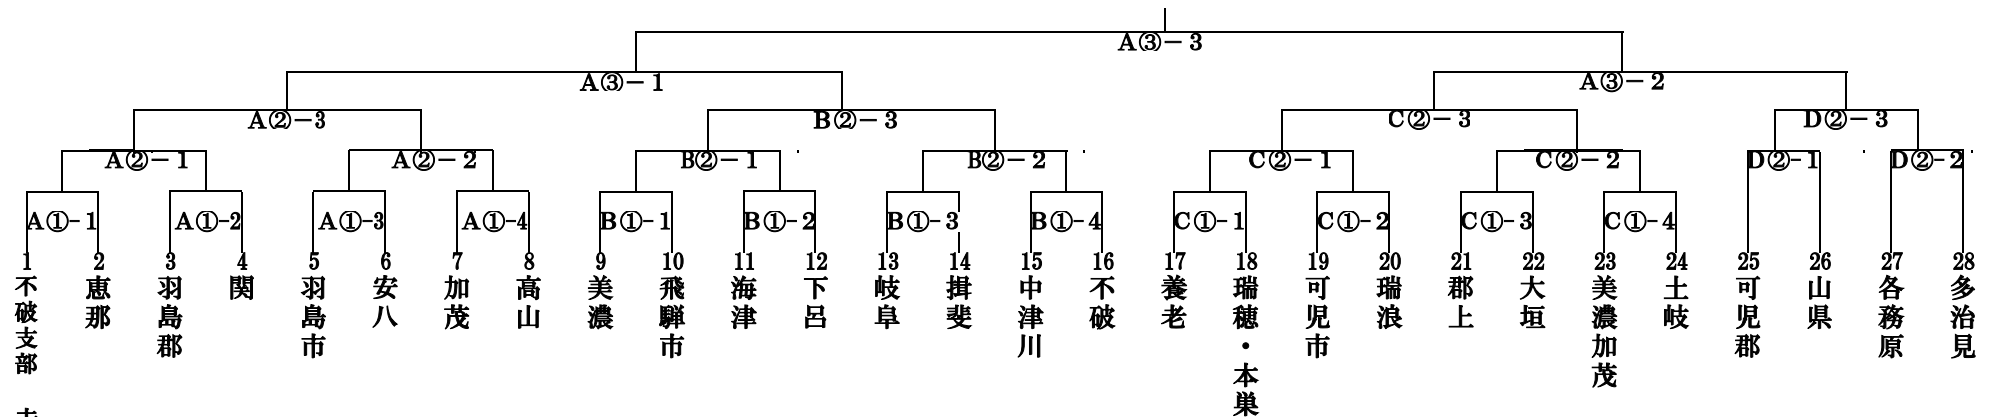 A③－3
A③－1
A③－2
A②－3
B②－3
C②－3
D②－3
A②－1
A②－2
B②－1
B②－2
C②－1
C②－2
D②-1
D②-2
A①-1
A①-2
A①-3
A①-4
B①-1
B①-2
B①-3
B①-4
C①-1
C①-2
C①-3
C①-4
1
2
3
4
5
6
7
8
9
10
11
12
13
14
15
16
17
18
19
20
21
22
23
24
25
26
27
28
不破支部
恵那
羽島郡
関
羽島市
安八
加茂
高山
美濃
飛騨市
海津
下呂
岐阜
揖斐
中津川
不破
養老
瑞穂・本巣
可児市
瑞浪
郡上
大垣
美濃加茂
土岐
可児郡
山県
各務原
多治見